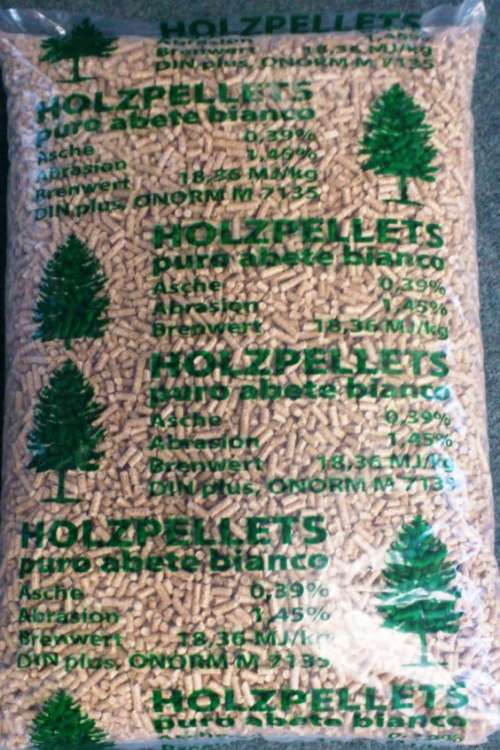 HOLZPELLETS
Abrasion
Brenwert 18,36 MJ/kg
DIN plus, ONORM M 7135
HOLZPELLETS
puro abete bianco
Asche 0,39%
Abrasion 1,45%
Brenwert 18,36 MJ/kg
DIN plus, ONORM M 7135
HOLZPELLETS
puro abete bianco
Asche 0,39%
Abrasion 1,45%
Brenwert 18,36 MJ/kg
HOLZPELLETS
puro abete bianco
Asche 0,39%
Abrasion 1,45%
Brenwert 18,36 MJ/kg
DIN plus, ONORM M 7135
HOLZPELLETS
puro abete bianco
Asche 0,39%
Abrasion 1,45%
Brenwert 18,36 MJ/kg
DIN plus, ONORM M 7135
HOLZPELLETS
puro abete bianco